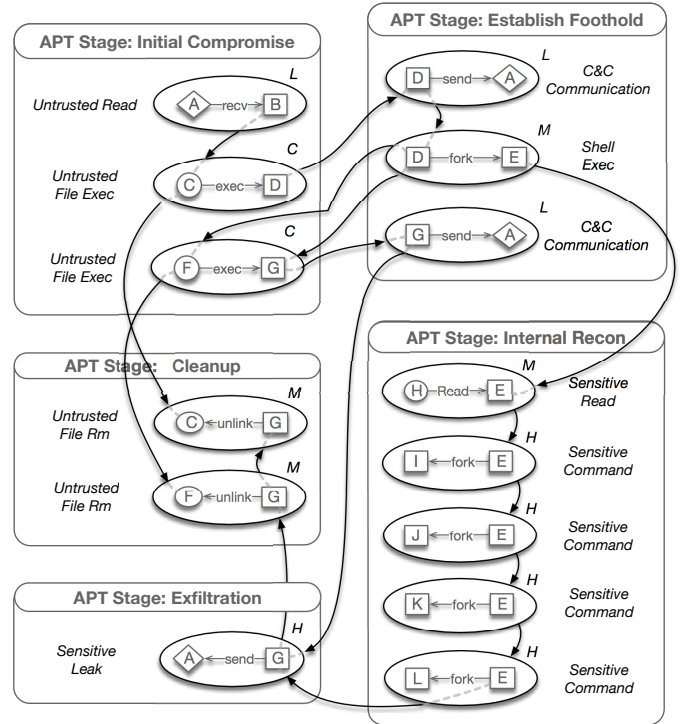 APT Stage: Initial Compromise
L
Untrusted Read
A recv B
C
Untrusted
File Exec
C exec D
C
Untrusted
File Exec
F exec G
APT Stage: Establish Foothold
L
D send A
C&C
Communication
M
D fork E
Shell
Exec
L
G send A
C&C
Communication
APT Stage: Cleanup
M
Untrusted
File Rm
C unlink G
M
Untrusted
File Rm
F unlink G
APT Stage: Internal Recon
M
H Read E
Sensitive
Read
H
I fork E
Sensitive
Command
H
J fork E
Sensitive
Command
H
K fork E
Sensitive
Command
H
L fork E
Sensitive
Command
APT Stage: Exfiltration
H
Sensitive
Leak
A send G